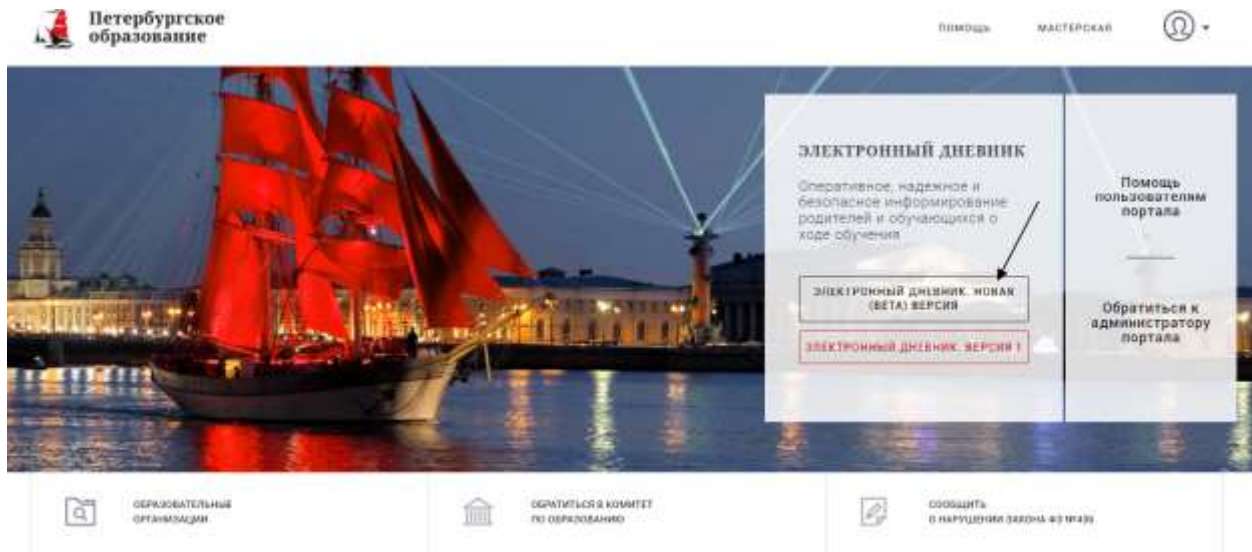 Петербургское
образование
ПОМОЩЬ
МАСТЕРСКАЯ
ЭЛЕКТРОННЫЙ ДНЕВНИК
Оперативное, надежное и
безопасное информирование
родителей и обучающихся о
ходе обучения
ЭЛЕКТРОННЫЙ ДНЕВНИК. НОВАЯ
(BETA) ВЕРСИЯ
ЭЛЕКТРОННЫЙ ДНЕВНИК. ВЕРСИЯ 1
Помощь
пользователям
портала
Обратиться к
администратору
портала
ОБРАЗОВАТЕЛЬНЫЕ
ОРГАНИЗАЦИИ
ОБРАТИТЬСЯ В КОМИТЕТ
ПО ОБРАЗОВАНИЮ
СООБЩИТЬ
О НАРУШЕНИИ ЗАКОНА ФЗ №436